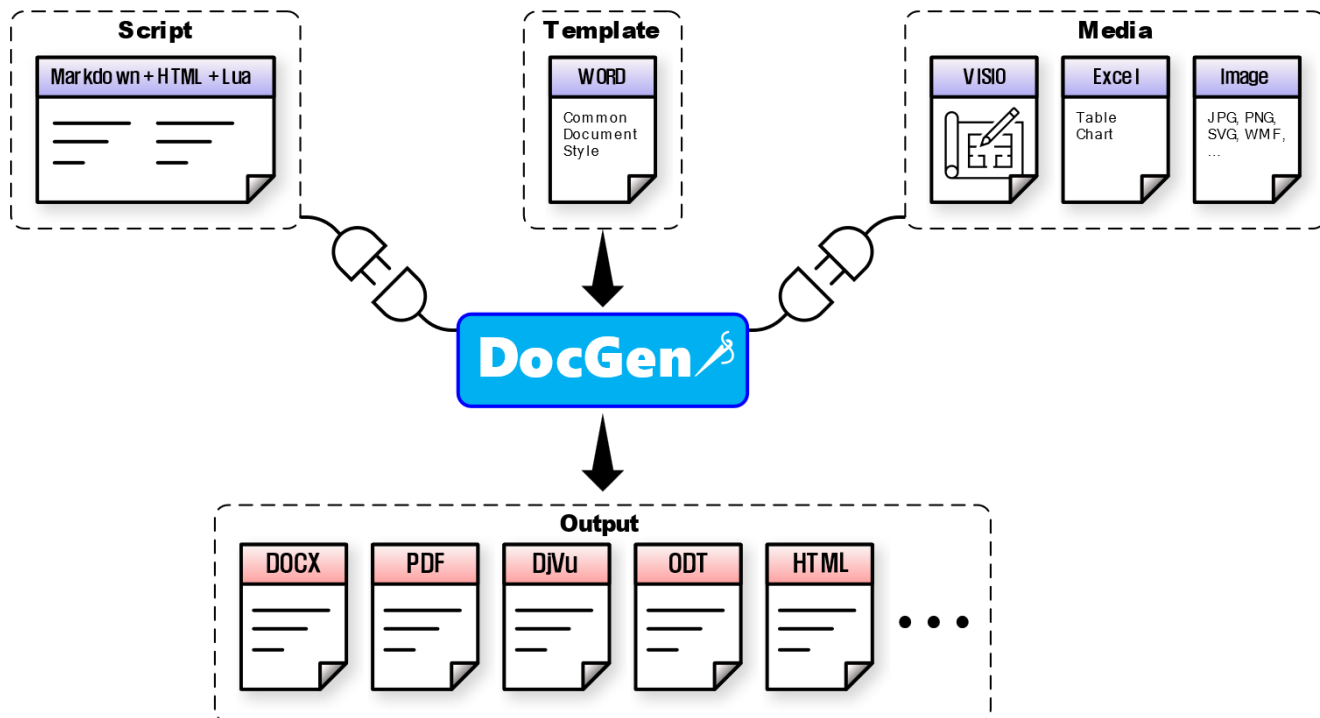 Script
Markdown + HTML + Lua
Template
WORD
Common
Document
Style
Media
VISIO
Excel
Table
Chart
Image
JPG, PNG,
SVG, WMF,
...
DocGen
Output
DOCX
PDF
DjVu
ODT
HTML